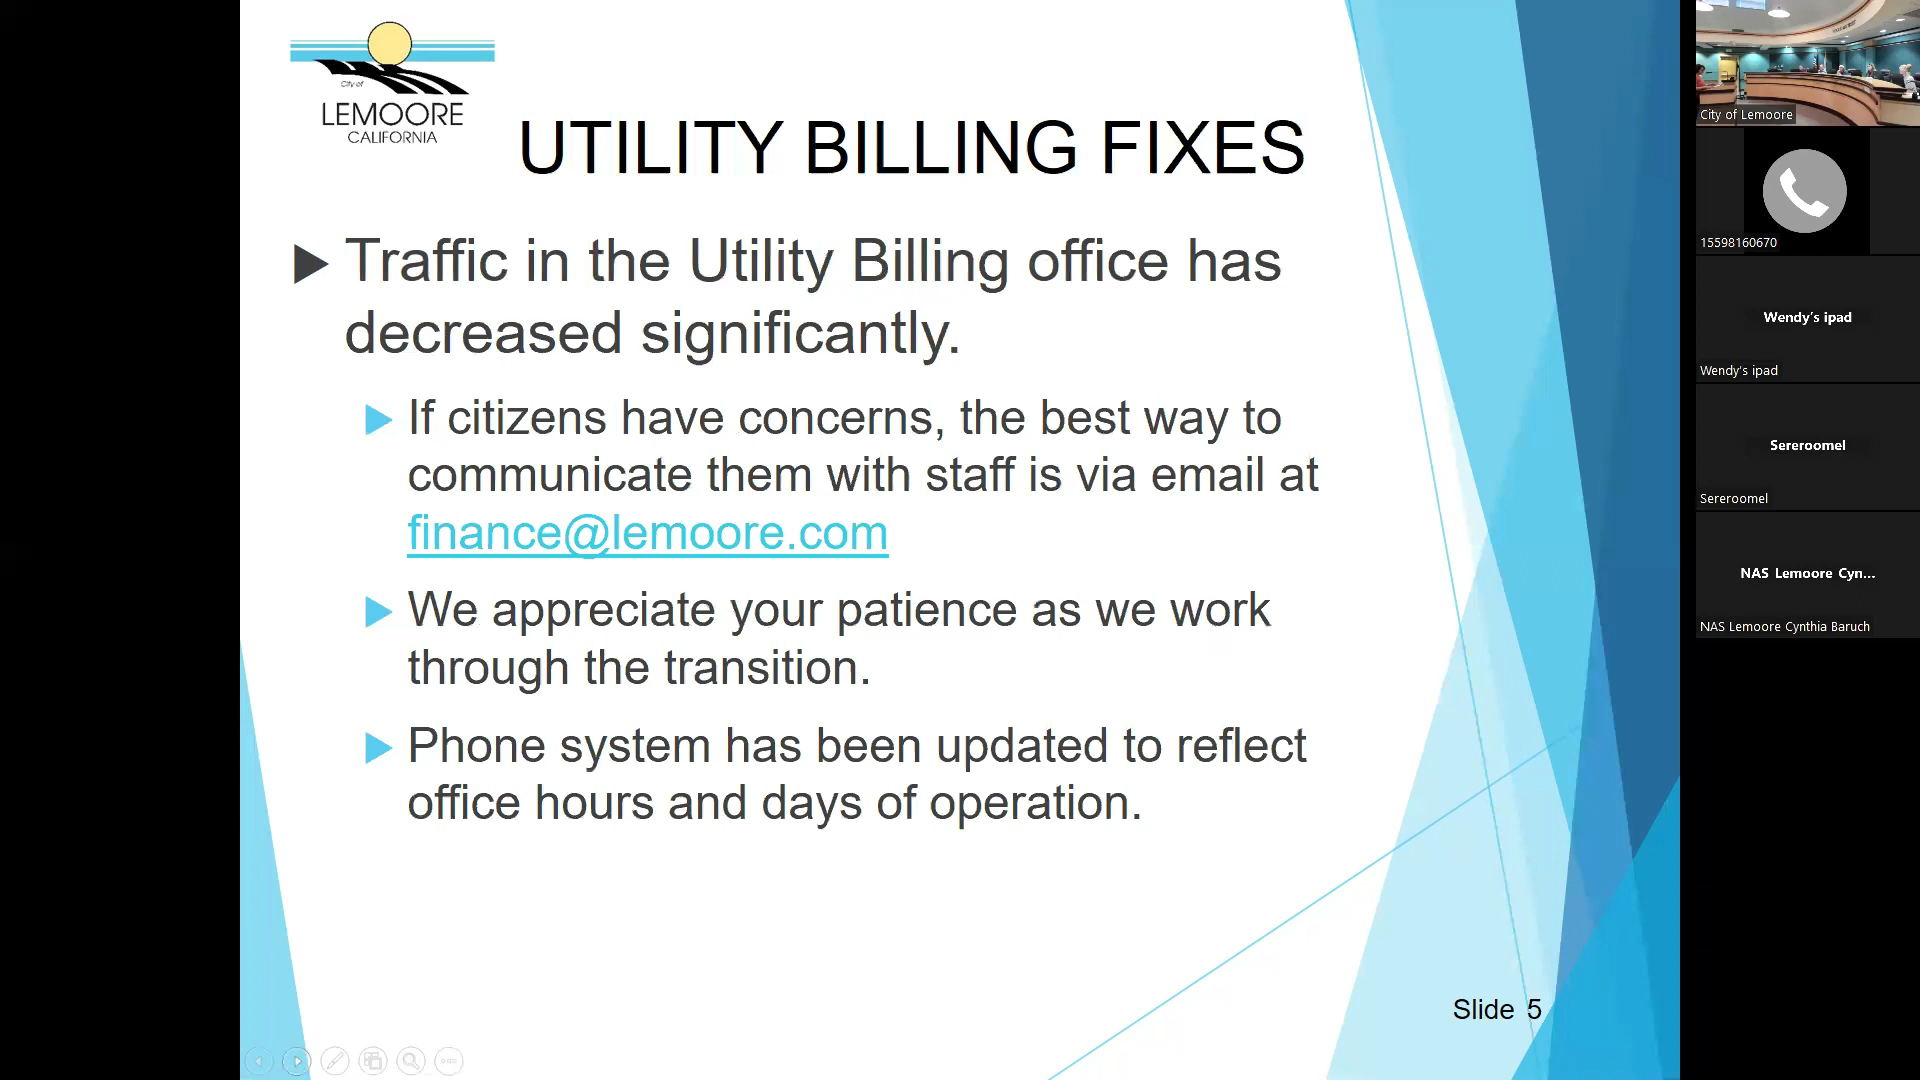 City of
LEMOORE
CALIFORNIA
UTILITY BILLING FIXES
Traffic in the Utility Billing office has
decreased significantly.
If citizens have concerns, the best way to
communicate them with staff is via email at
finance@lemoore.com
We appreciate your patience as we work
through the transition.
Phone system has been updated to reflect
office hours and days of operation.
Slide 5
City of Lemoore
15598160670
Wendy's ipad
Wendy's ipad
Sereroomel
Sereroomel
NAS Lemoore Cyn...
NAS Lemoore Cynthia Baruch